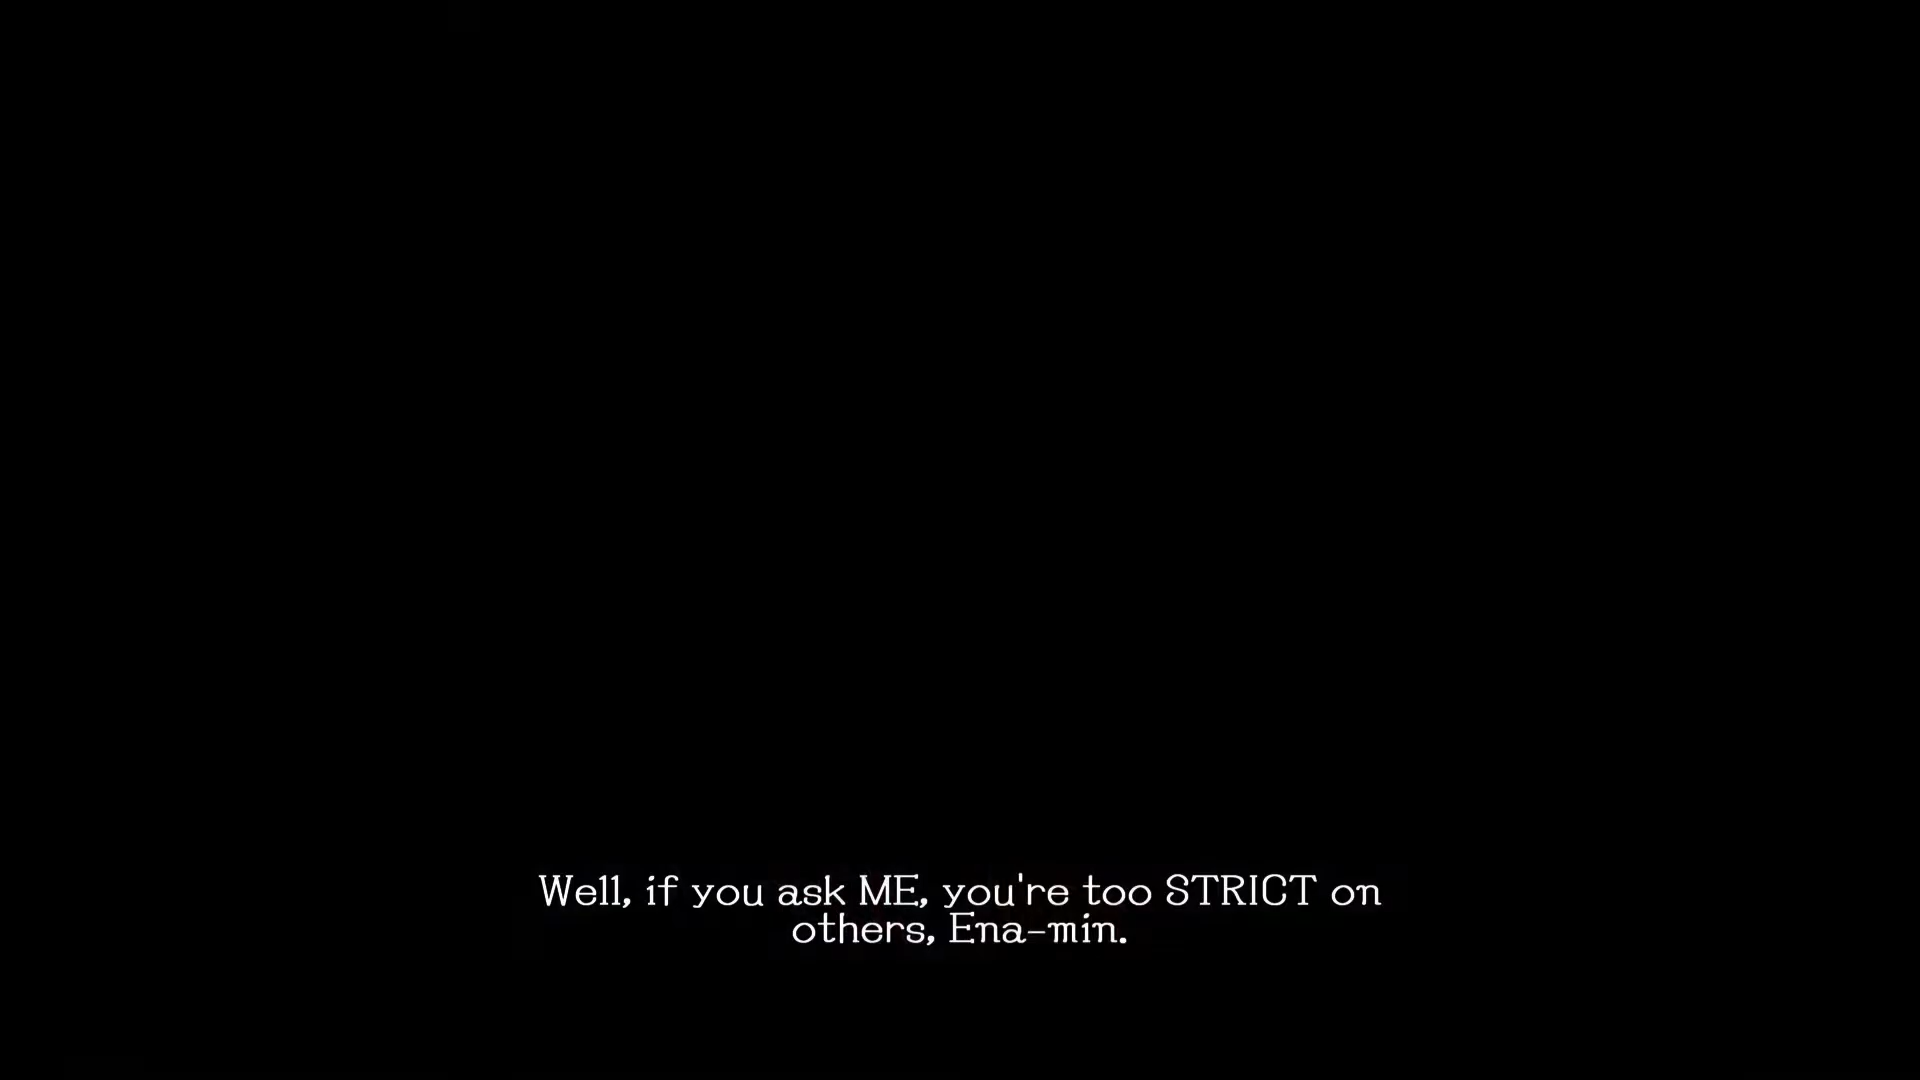 Well, if you ask ME, you're too STRICT on
others, Ena-min.